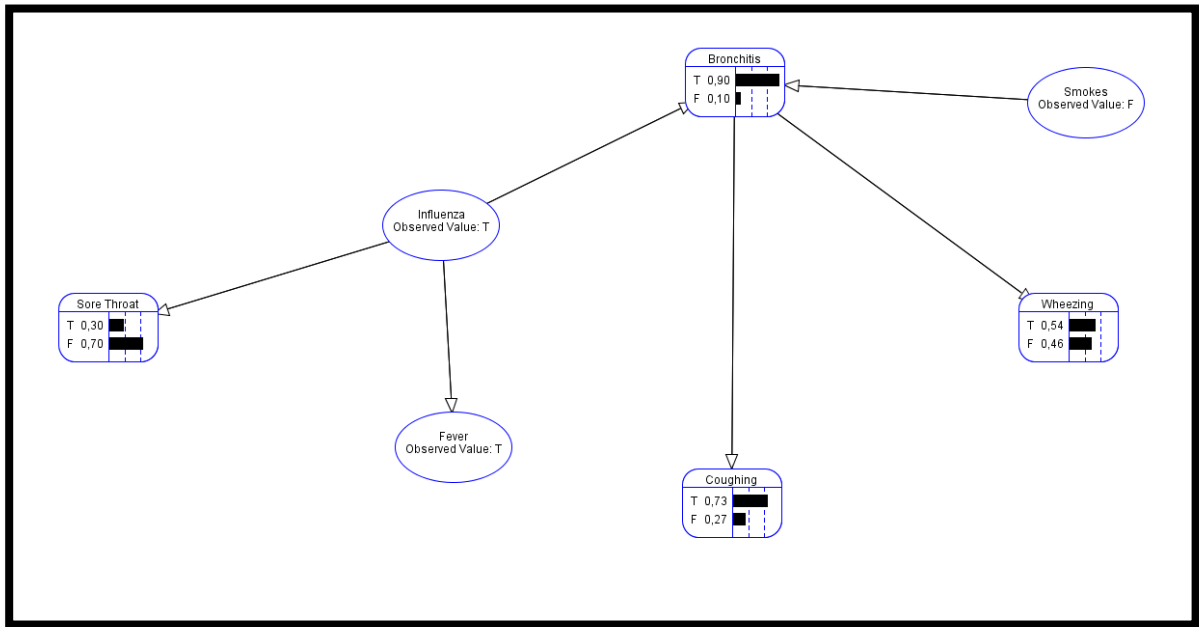 Bronchitis
T 0,90
F 0,10
Smokes
Observed Value: F
Influenza
Observed Value: T
Sore Throat
T 0,30
F 0,70
Wheezing
T 0,54
F 0,46
Fever
Observed Value: T
Coughing
T 0,73
F 0,27